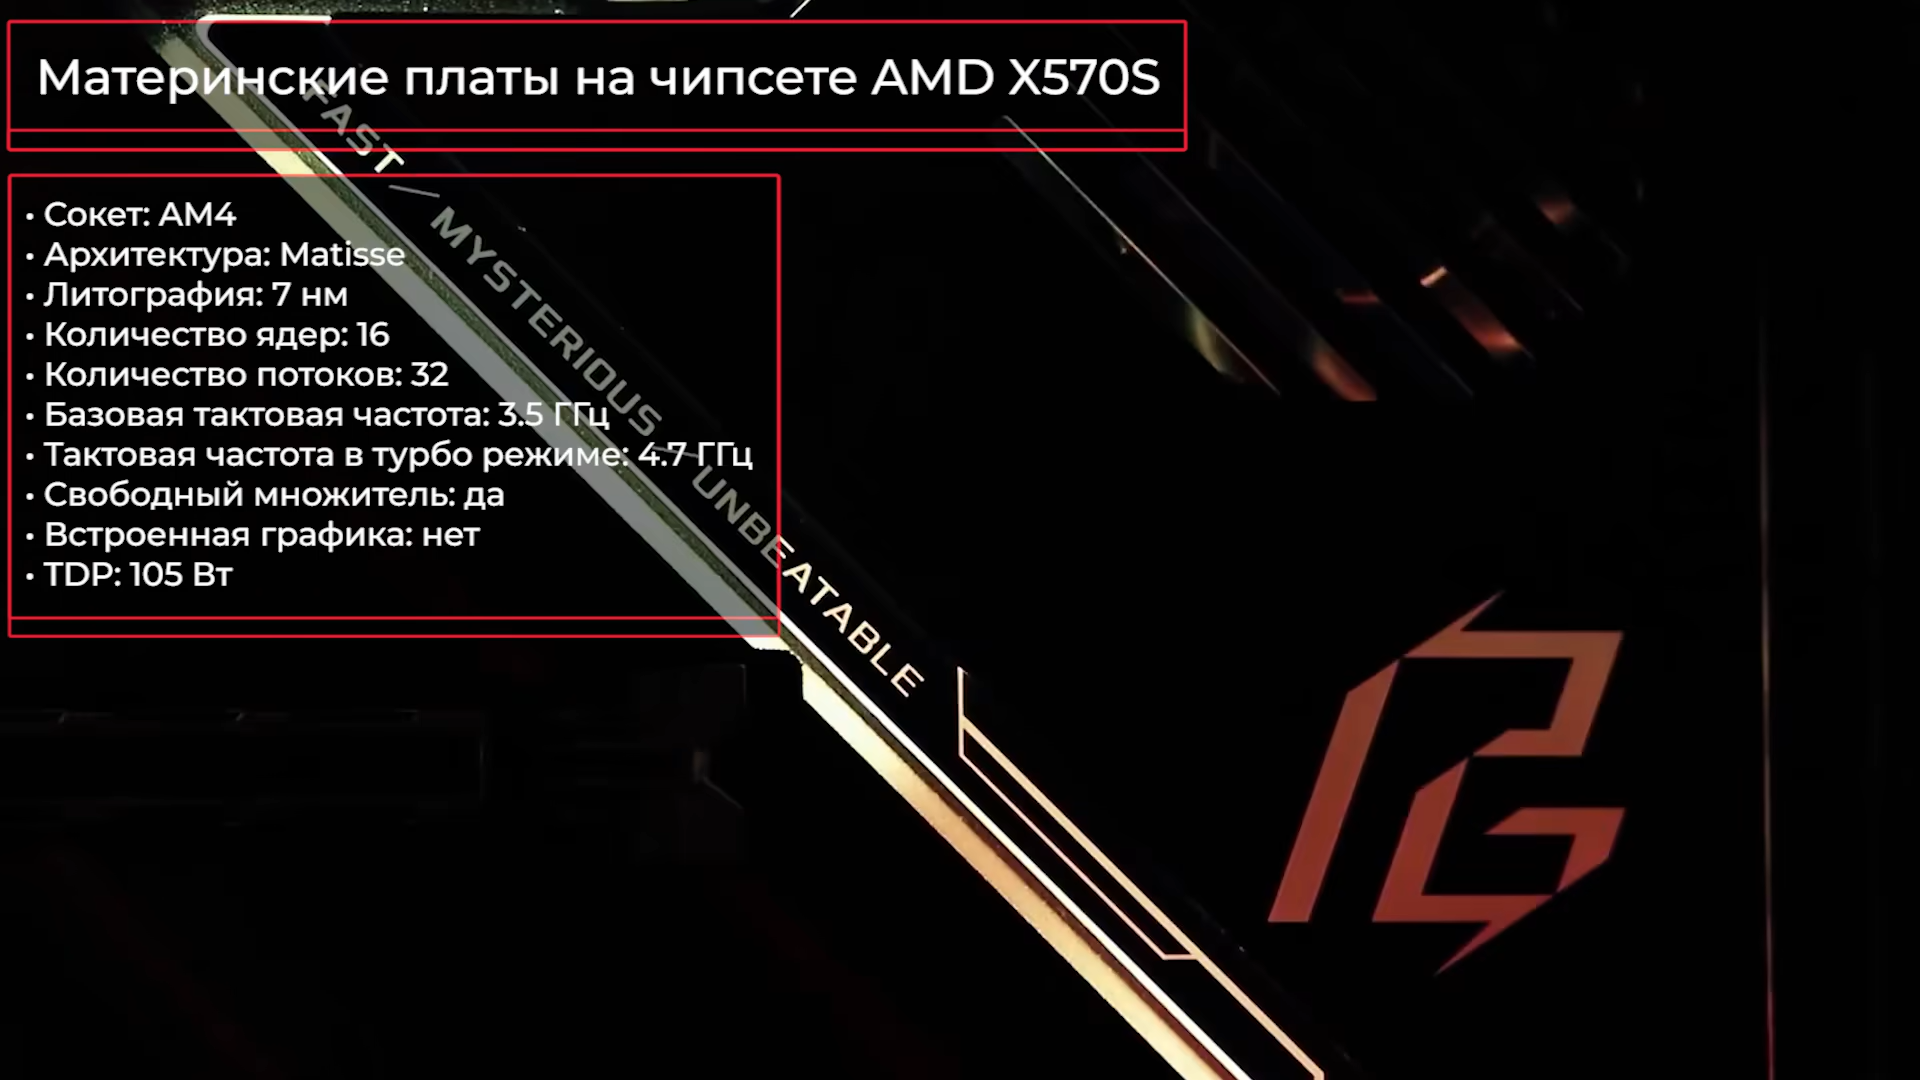 Материнские платы на чипсете AMD X570S
• Сокет: AM4
• Архитектура: Matisse
• Литография: 7 нм
• Количество ядер: 16
• Количество потоков: 32
• Базовая тактовая частота: 3.5 ГГц
• Тактовая частота в турбо режиме: 4.7 ГГц
• Свободный множитель: да
• Встроенная графика: нет
• TDP: 105 Вт
FAST / MYSTERIOUS / UNBEATABLE